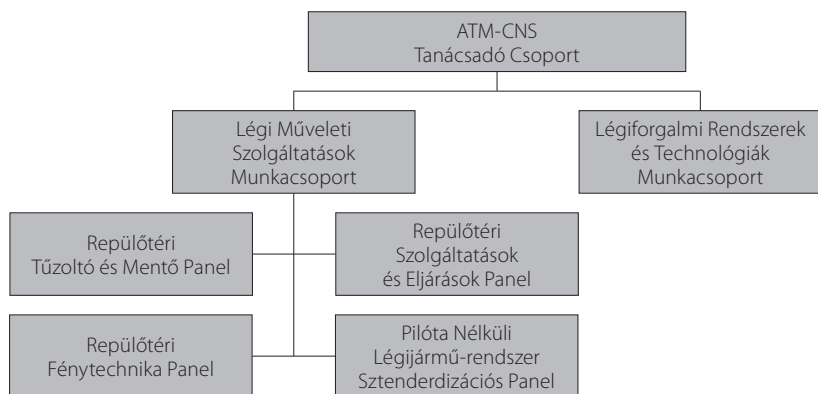 ATM-CNS
Tanácsadó Csoport
Légi Műveleti
Szolgáltatások
Munkacsoport
Légiforgalmi Rendszerek
és Technológiák
Munkacsoport
Repülőtéri
Tűzoltó és Mentő Panel
Repülőtéri
Szolgáltatások
és Eljárások Panel
Repülőtéri
Fénytechnika Panel
Pilóta Nélküli
Légijármű-rendszer
Sztenderdizációs Panel